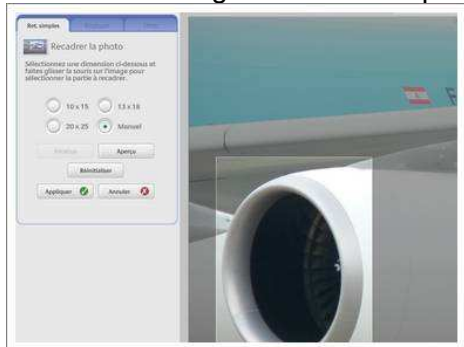 Ret. simples
Recadrer la photo
Sélectionnez une dimension ci-dessous et
faites glisser la souris sur l'image pour
sélectionner la partie à recadrer.
10 x 15
13 x 18
20 x 25
Manuel
Aperçu
Réinitialiser
Appliquer
Annuler